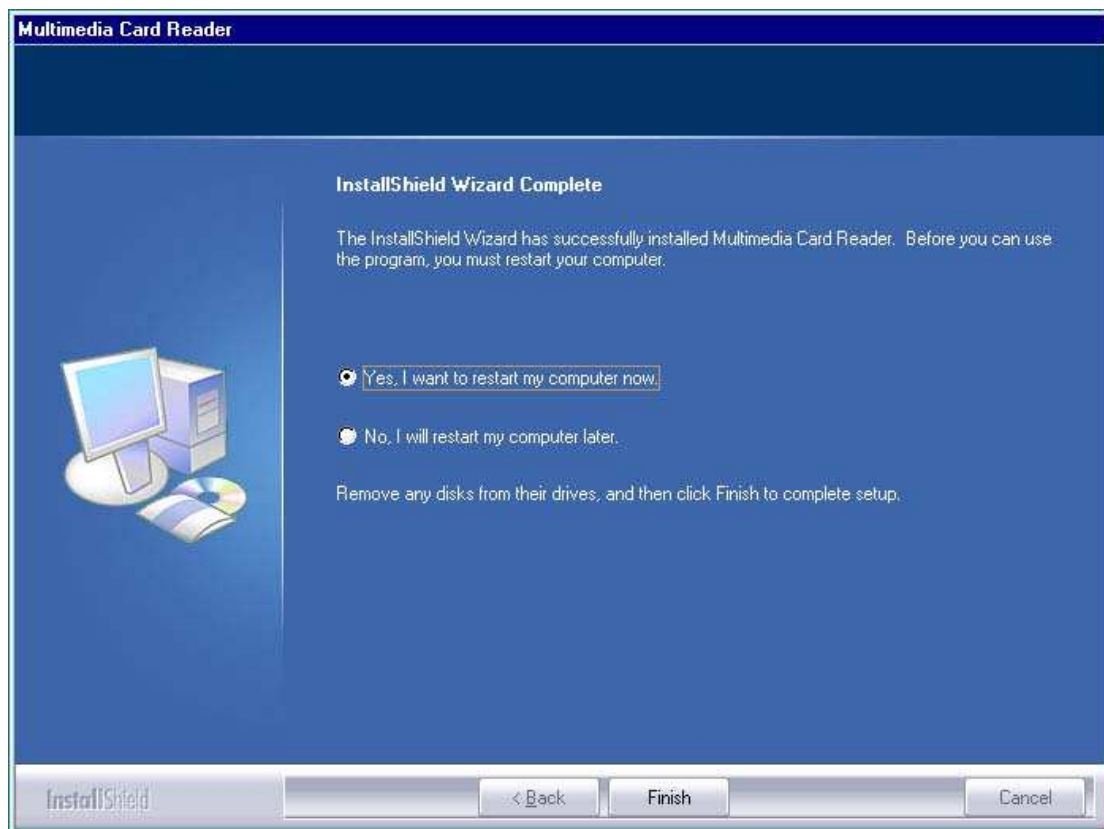 Multimedia Card Reader
InstallShield Wizard Complete
The InstallShield Wizard has successfully installed Multimedia Card Reader. Before you can use
the program, you must restart your computer.
Yes, I want to restart my computer now.
No, I will restart my computer later.
Remove any disks from their drives, and then click Finish to complete setup.
InstallShield
< Back
Finish
Cancel